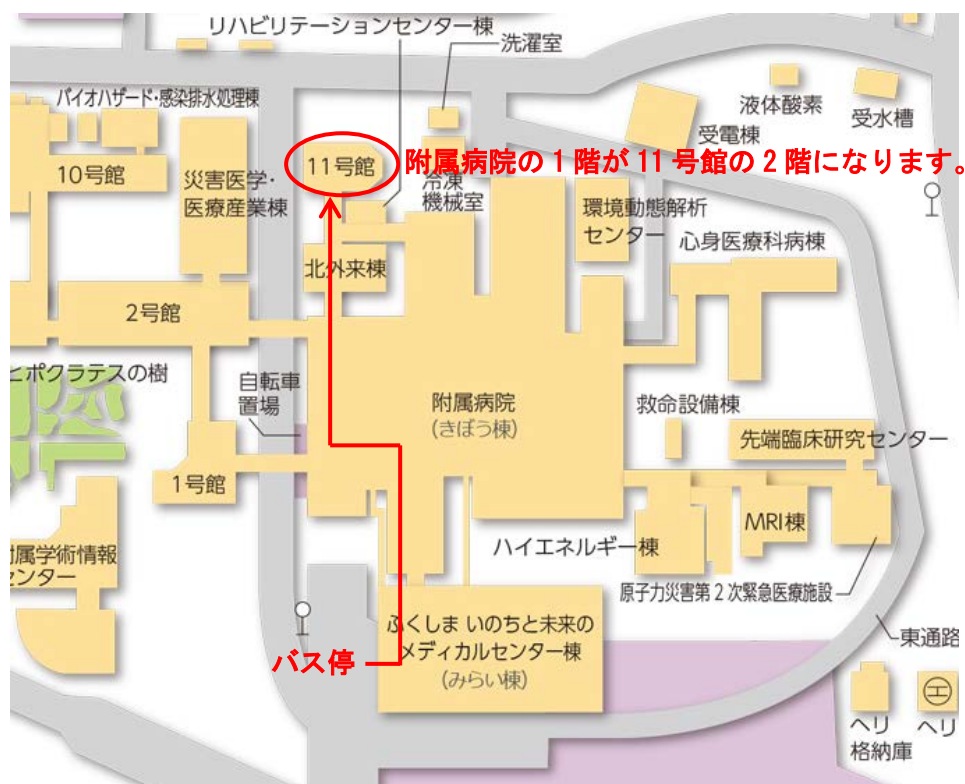 リハビリテーションセンター棟
洗濯室
バイオハザード・感染排水処理棟
液体酸素
受水槽
受電棟
11号館
附属病院の1階が11号館の2階になります。
10号館
災害医学・
医療産業棟
冷凍
機械室
環境動態解析
センター
心身医療科病棟
北外来棟
2号館
ヒポクラテスの樹
自転車
置場
附属病院
(きぼう棟)
救命設備棟
先端臨床研究センター
1号館
MRI棟
ハイエネルギー棟
附属学術情報
センター
原子力災害第2次緊急医療施設
ふくしま いのちと未来の
メディカルセンター棟
(みらい棟)
バス停
東通路
H
ヘリ
格納庫
ヘリ